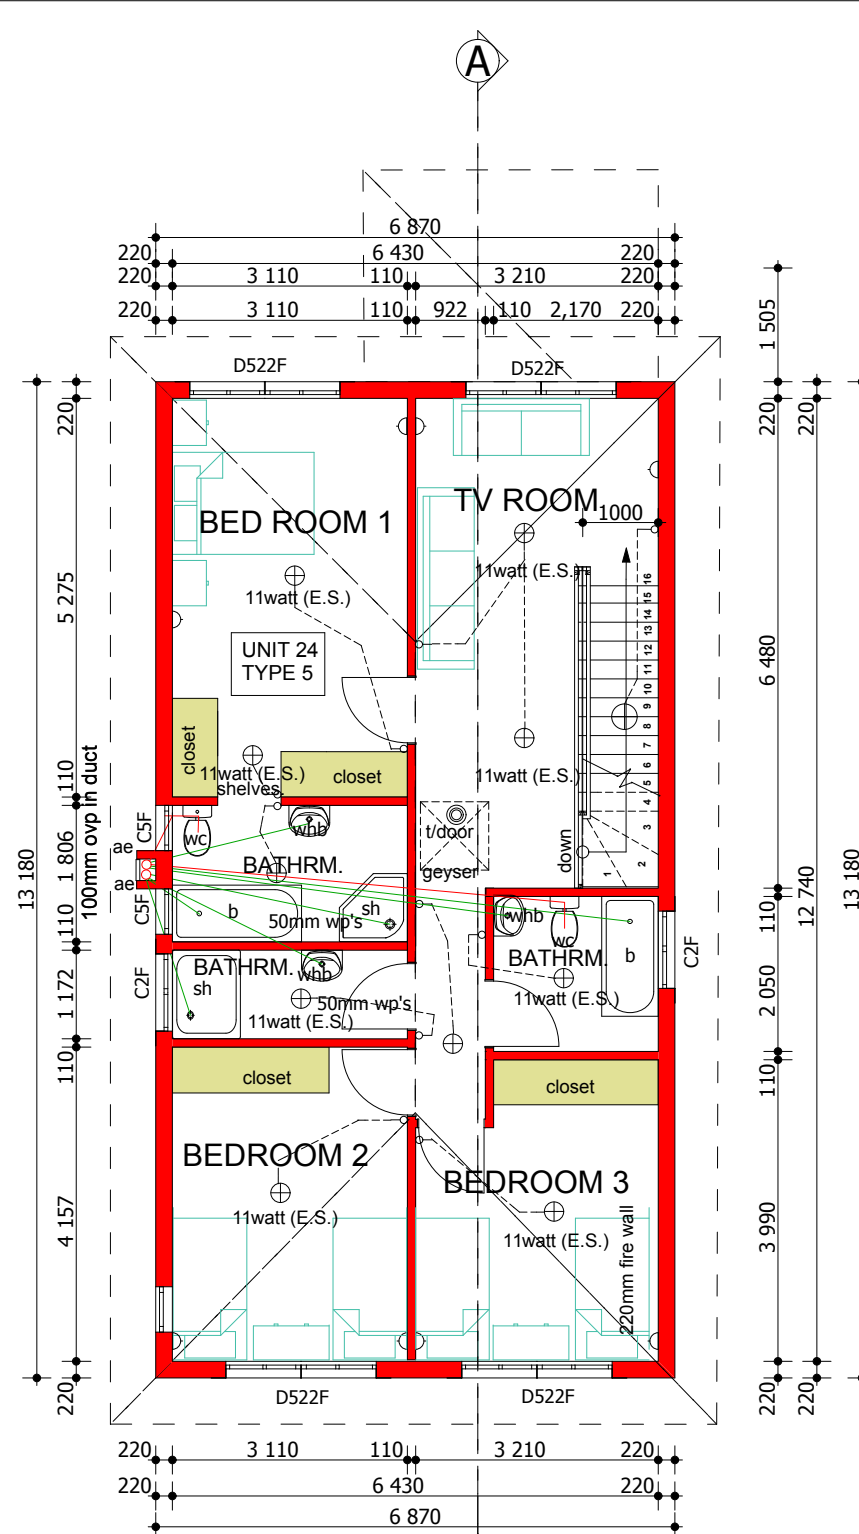 A
6 870
220 6 430 220
220 3 110 110 3 210 220
220 3 110 110 922 110 2,170 220
1 505
D522F
D522F
220
220
220
BED ROOM 1
TV ROOM
1000
11watt (E.S.)
11watt (E.S.)
UNIT 24
TYPE 5
5 275
6 480
16
15
14
13
12
11
10
9
8
7
6
5
4
3
2
1
closet
11watt (E.S.)
shelves.
closet
11watt (E.S.)
110
100mm ovp in duct
C5F
ae
ae
C5F
wc
whb
BATHRM.
t/door
geyser
down
13 180
1 806
12 740
13 180
b
50mm wp's
sh
whb
wc
b
110
110
C2F
BATHRM.
sh
whb
50mm wp's
11watt (E.S.)
BATHRM.
11watt (E.S.)
C2F
1 172
2 050
110
110
closet
closet
BEDROOM 2
BEDROOM 3
11watt (E.S.)
11watt (E.S.)
220mm fire wall
4 157
3 990
220
220
220
D522F
D522F
220 3 110 110 3 210 220
220 6 430 220
6 870